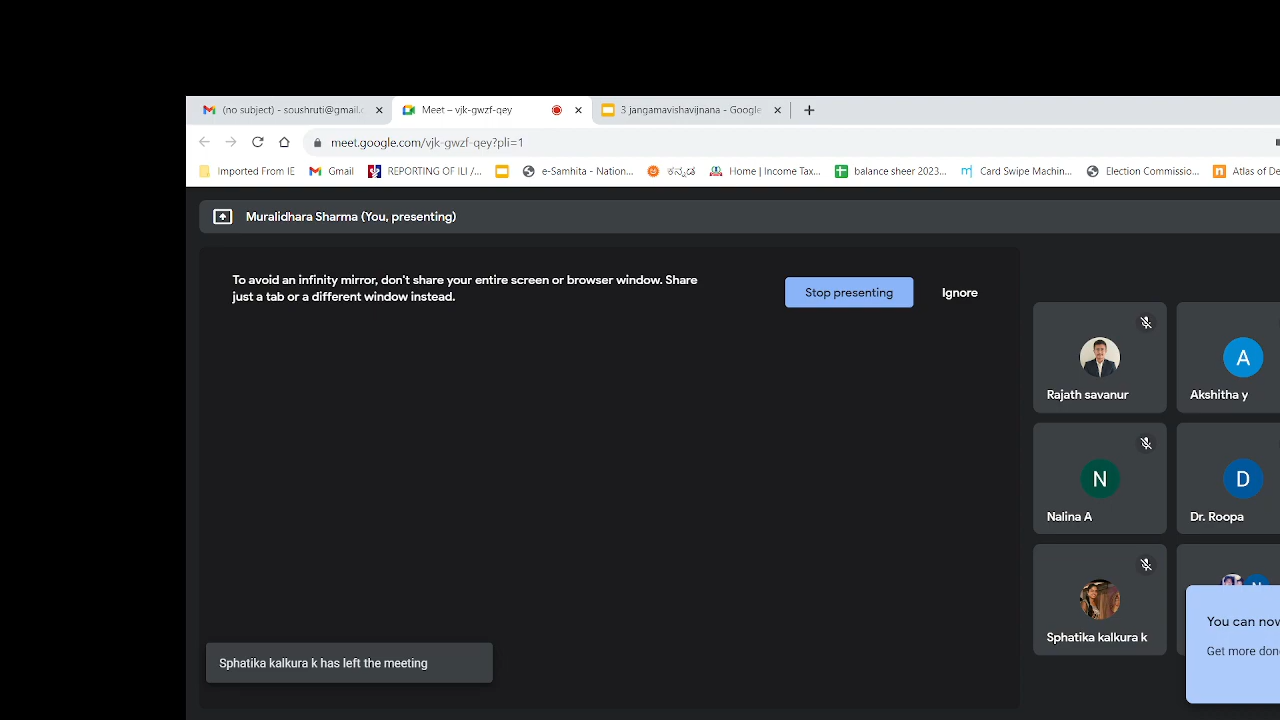 (no subject) - soushruti@gmail.c
Meet – vjk-gwzf-qey
3 jangamavishavijnana - Google
meet.google.com/vjk-gwzf-qey?pli=1
Imported From IE
Gmail
REPORTING OF ILI /...
e-Samhita - Nation...
ಕನ್ನಡ
Home | Income Tax...
balance sheer 2023...
Card Swipe Machin...
Election Commissio...
Atlas of De
Muralidhara Sharma (You, presenting)
To avoid an infinity mirror, don't share your entire screen or browser window. Share
just a tab or a different window instead.
Stop presenting
Ignore
Rajath savanur
A
Akshitha y
N
Nalina A
D
Dr. Roopa
Sphatika kalkura k
N
You can nov
Get more don
Sphatika kalkura k has left the meeting